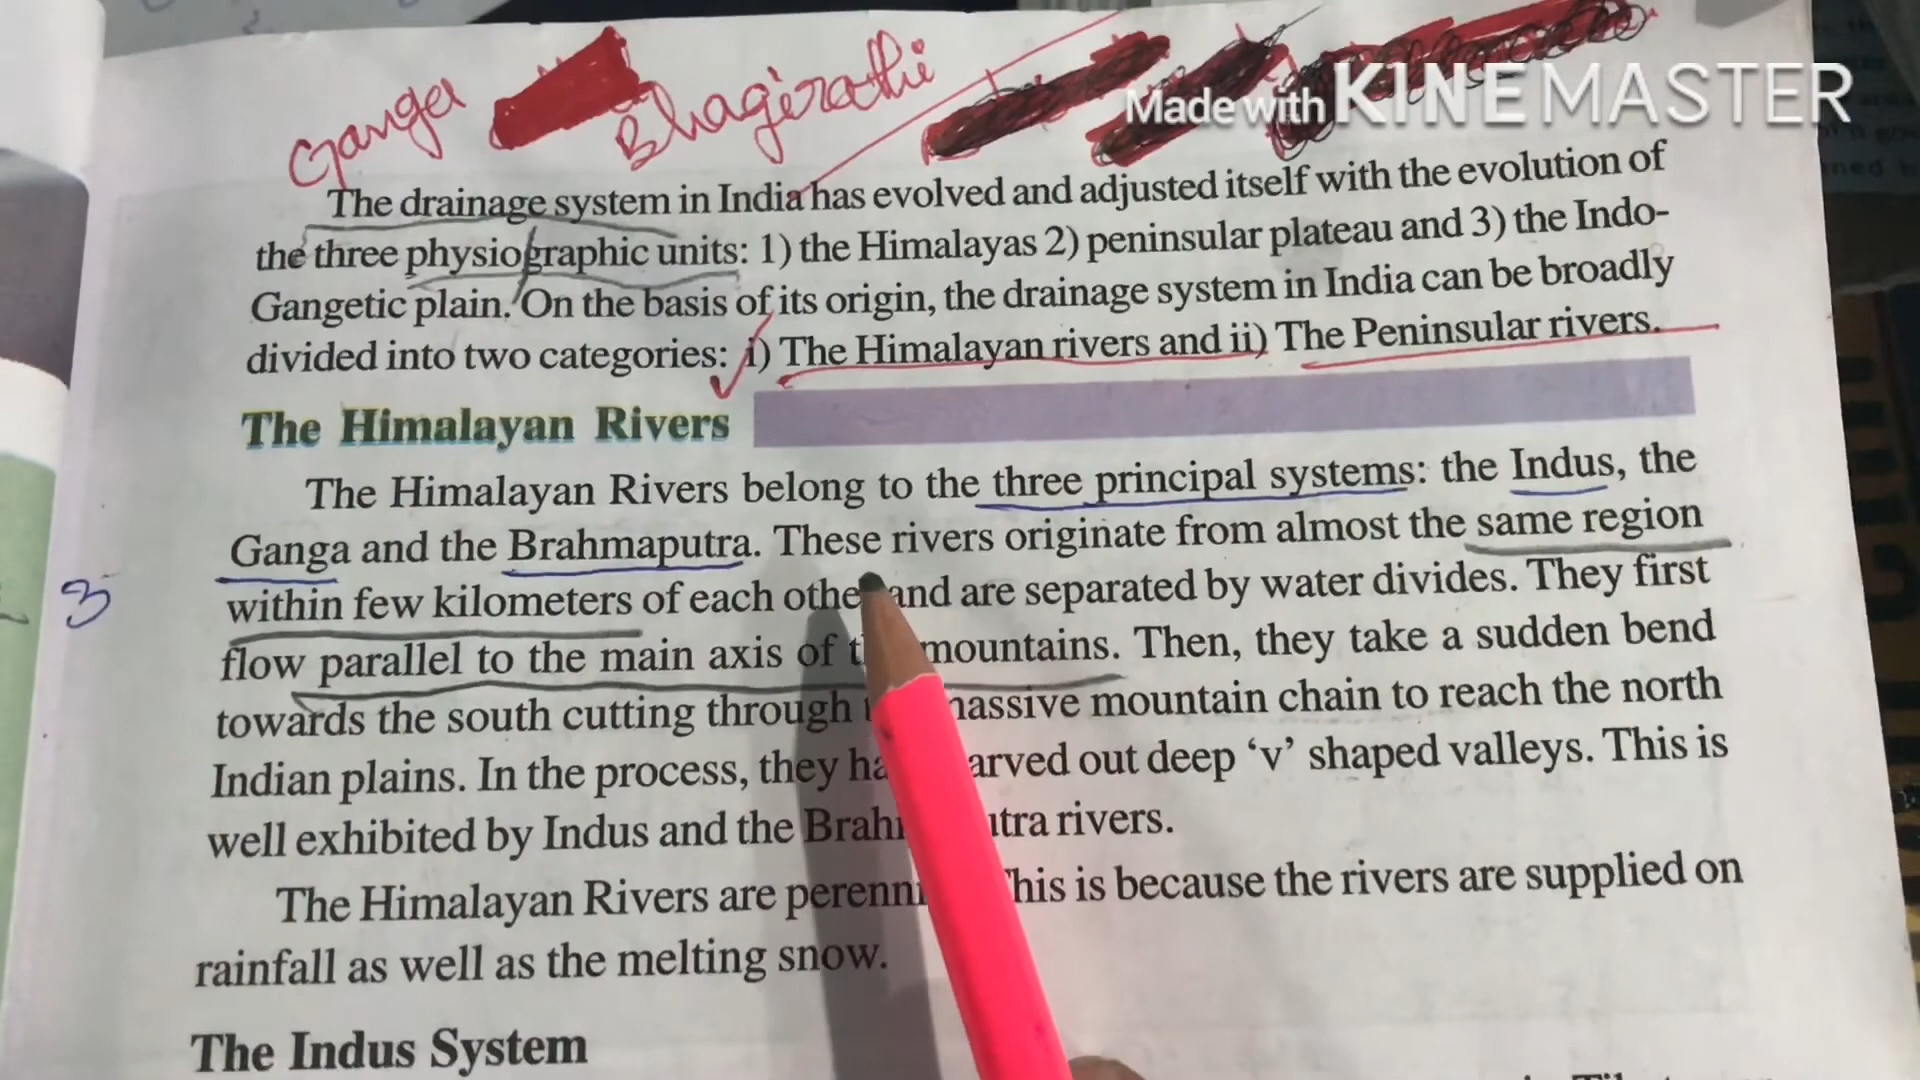 Ganga Bhagirathi
Made with KINEMASTER
The drainage system in India has evolved and adjusted itself with the evolution of
the three physiographic units: 1) the Himalayas 2) peninsular plateau and 3) the Indo-
Gangetic plain. On the basis of its origin, the drainage system in India can be broadly
divided into two categories: i) The Himalayan rivers and ii) The Peninsular rivers.
The Himalayan Rivers
The Himalayan Rivers belong to the three principal systems: the Indus, the
Ganga and the Brahmaputra. These rivers originate from almost the same region
3 within few kilometers of each othe and are separated by water divides. They first
flow parallel to the main axis of t mountains. Then, they take a sudden bend
towards the south cutting through massive mountain chain to reach the north
Indian plains. In the process, they ha arved out deep ‘v’ shaped valleys. This is
well exhibited by Indus and the Brah utra rivers.
The Himalayan Rivers are perenni This is because the rivers are supplied on
rainfall as well as the melting snow.
The Indus System